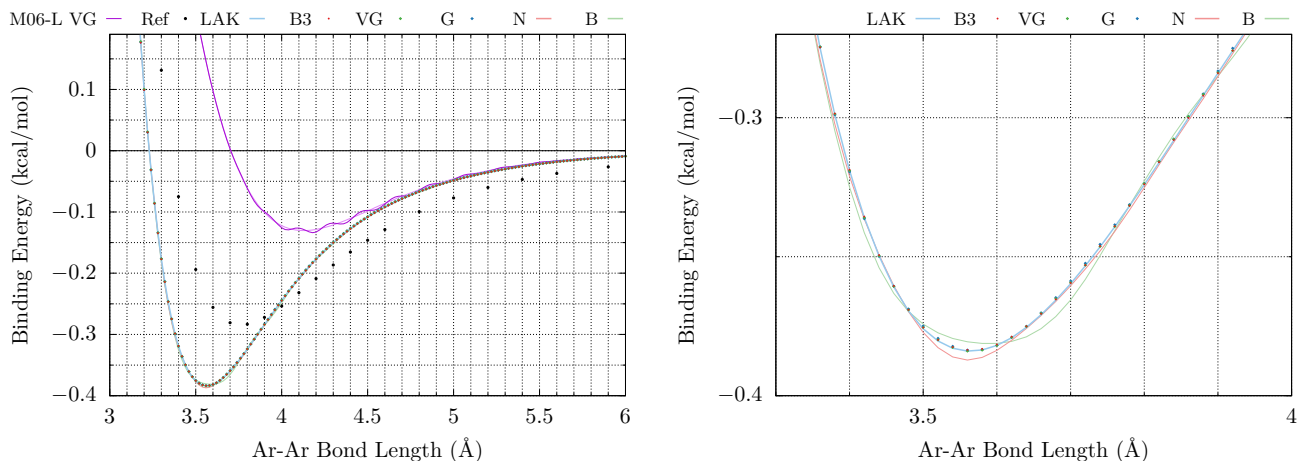 M06-L VG Ref LAK B3 VG G N B
0.1
0
−0.1
−0.2
−0.3
−0.4
3 3.5 4 4.5 5 5.5 6
Binding Energy (kcal/mol)
Ar-Ar Bond Length (Å)
LAK B3 VG G N B
−0.3
−0.4
3.5 4
Binding Energy (kcal/mol)
Ar-Ar Bond Length (Å)